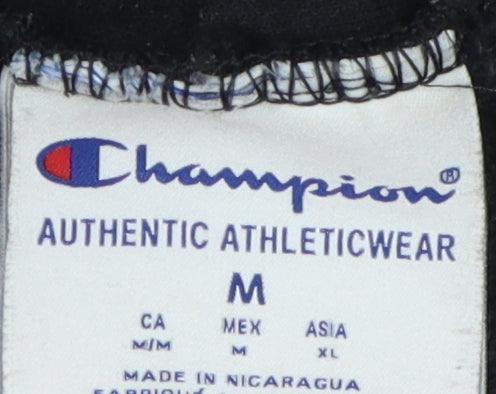 Champion®
AUTHENTIC ATHLETICWEAR
M
CA MEX ASIA
M/M M XL
MADE IN NICARAGUA